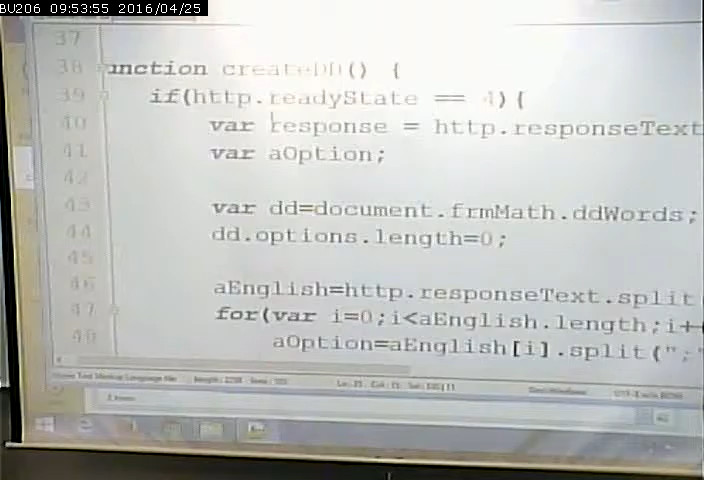 BU206 09:53:55 2016/04/25
37
38 unction createDD() {
39 if(http.readyState == 4){
40 var response = http.responseText
41 var aOption;
42
43 var dd=document.frmMath.ddWords;
44 dd.options.length=0;
45
46 aEnglish=http.responseText.split
47 for(var i=0;i<aEnglish.length;i++
48 aOption=aEnglish[i].split(";"